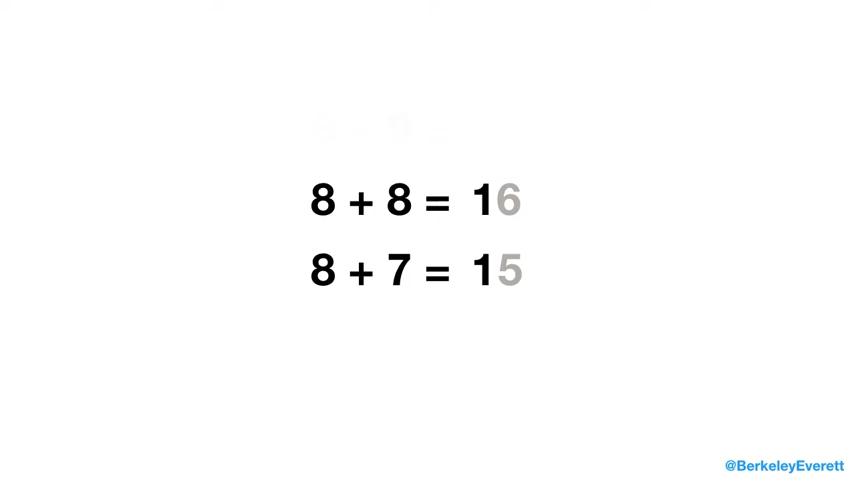 8 + 8 = 16
8 + 7 = 15
@BerkeleyEverett